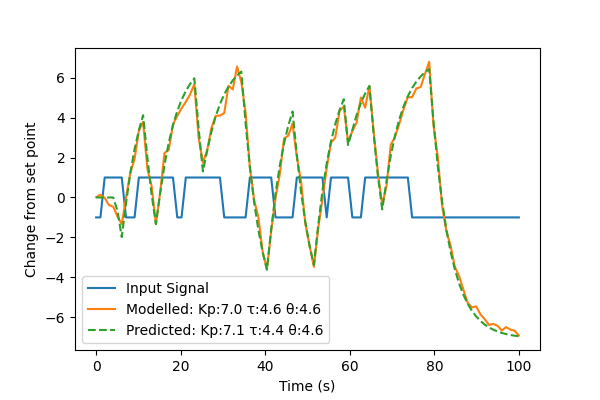 6
4
2
0
−2
−4
−6
Change from set point
Input Signal
Modelled: Kp:7.0 τ:4.6 θ:4.6
Predicted: Kp:7.1 τ:4.4 θ:4.6
0 20 40 60 80 100
Time (s)